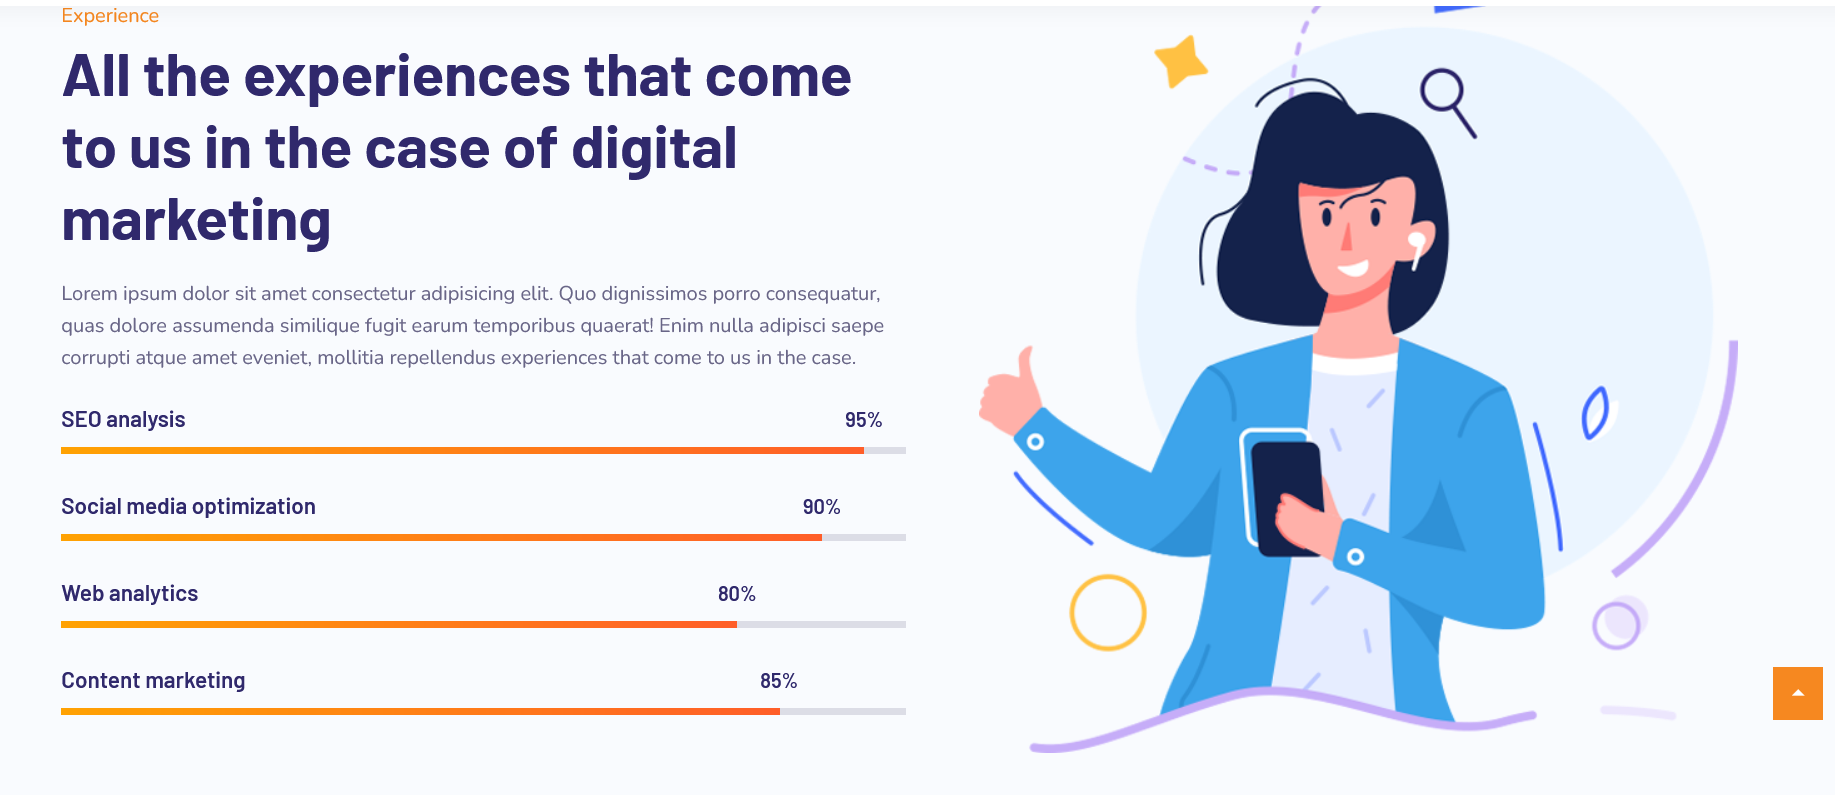 Experience
All the experiences that come
to us in the case of digital
marketing
Lorem ipsum dolor sit amet consectetur adipisicing elit. Quo dignissimos porro consequatur,
quas dolore assumenda similique fugit earum temporibus quaerat! Enim nulla adipisci saepe
corrupti atque amet eveniet, mollitia repellendus experiences that come to us in the case.
SEO analysis 95%
Social media optimization 90%
Web analytics 80%
Content marketing 85%